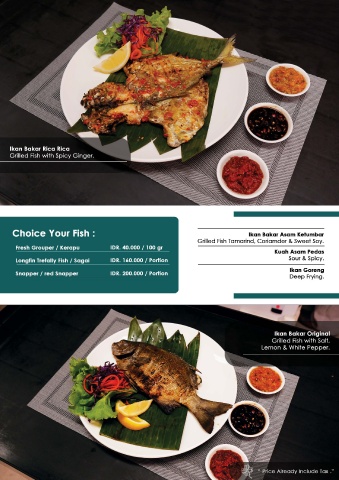 Ikan Bakar Rica Rica
Grilled Fish with Spicy Ginger.
Choice Your Fish :
Fresh Grouper / Kerapu IDR. 40.000 / 100 gr
Longfin Trefally Fish / Sagai IDR. 160.000 / Portion
Snapper / red Snapper IDR. 200.000 / Portion
Ikan Bakar Asam Ketumbar
Grilled Fish Tamarind, Coriander & Sweet Soy.
Kuah Asam Pedas
Sour & Spicy.
Ikan Goreng
Deep Frying.
Ikan Bakar Original
Grilled Fish with Salt,
Lemon & White Pepper.
" Price Already Include Tax . "